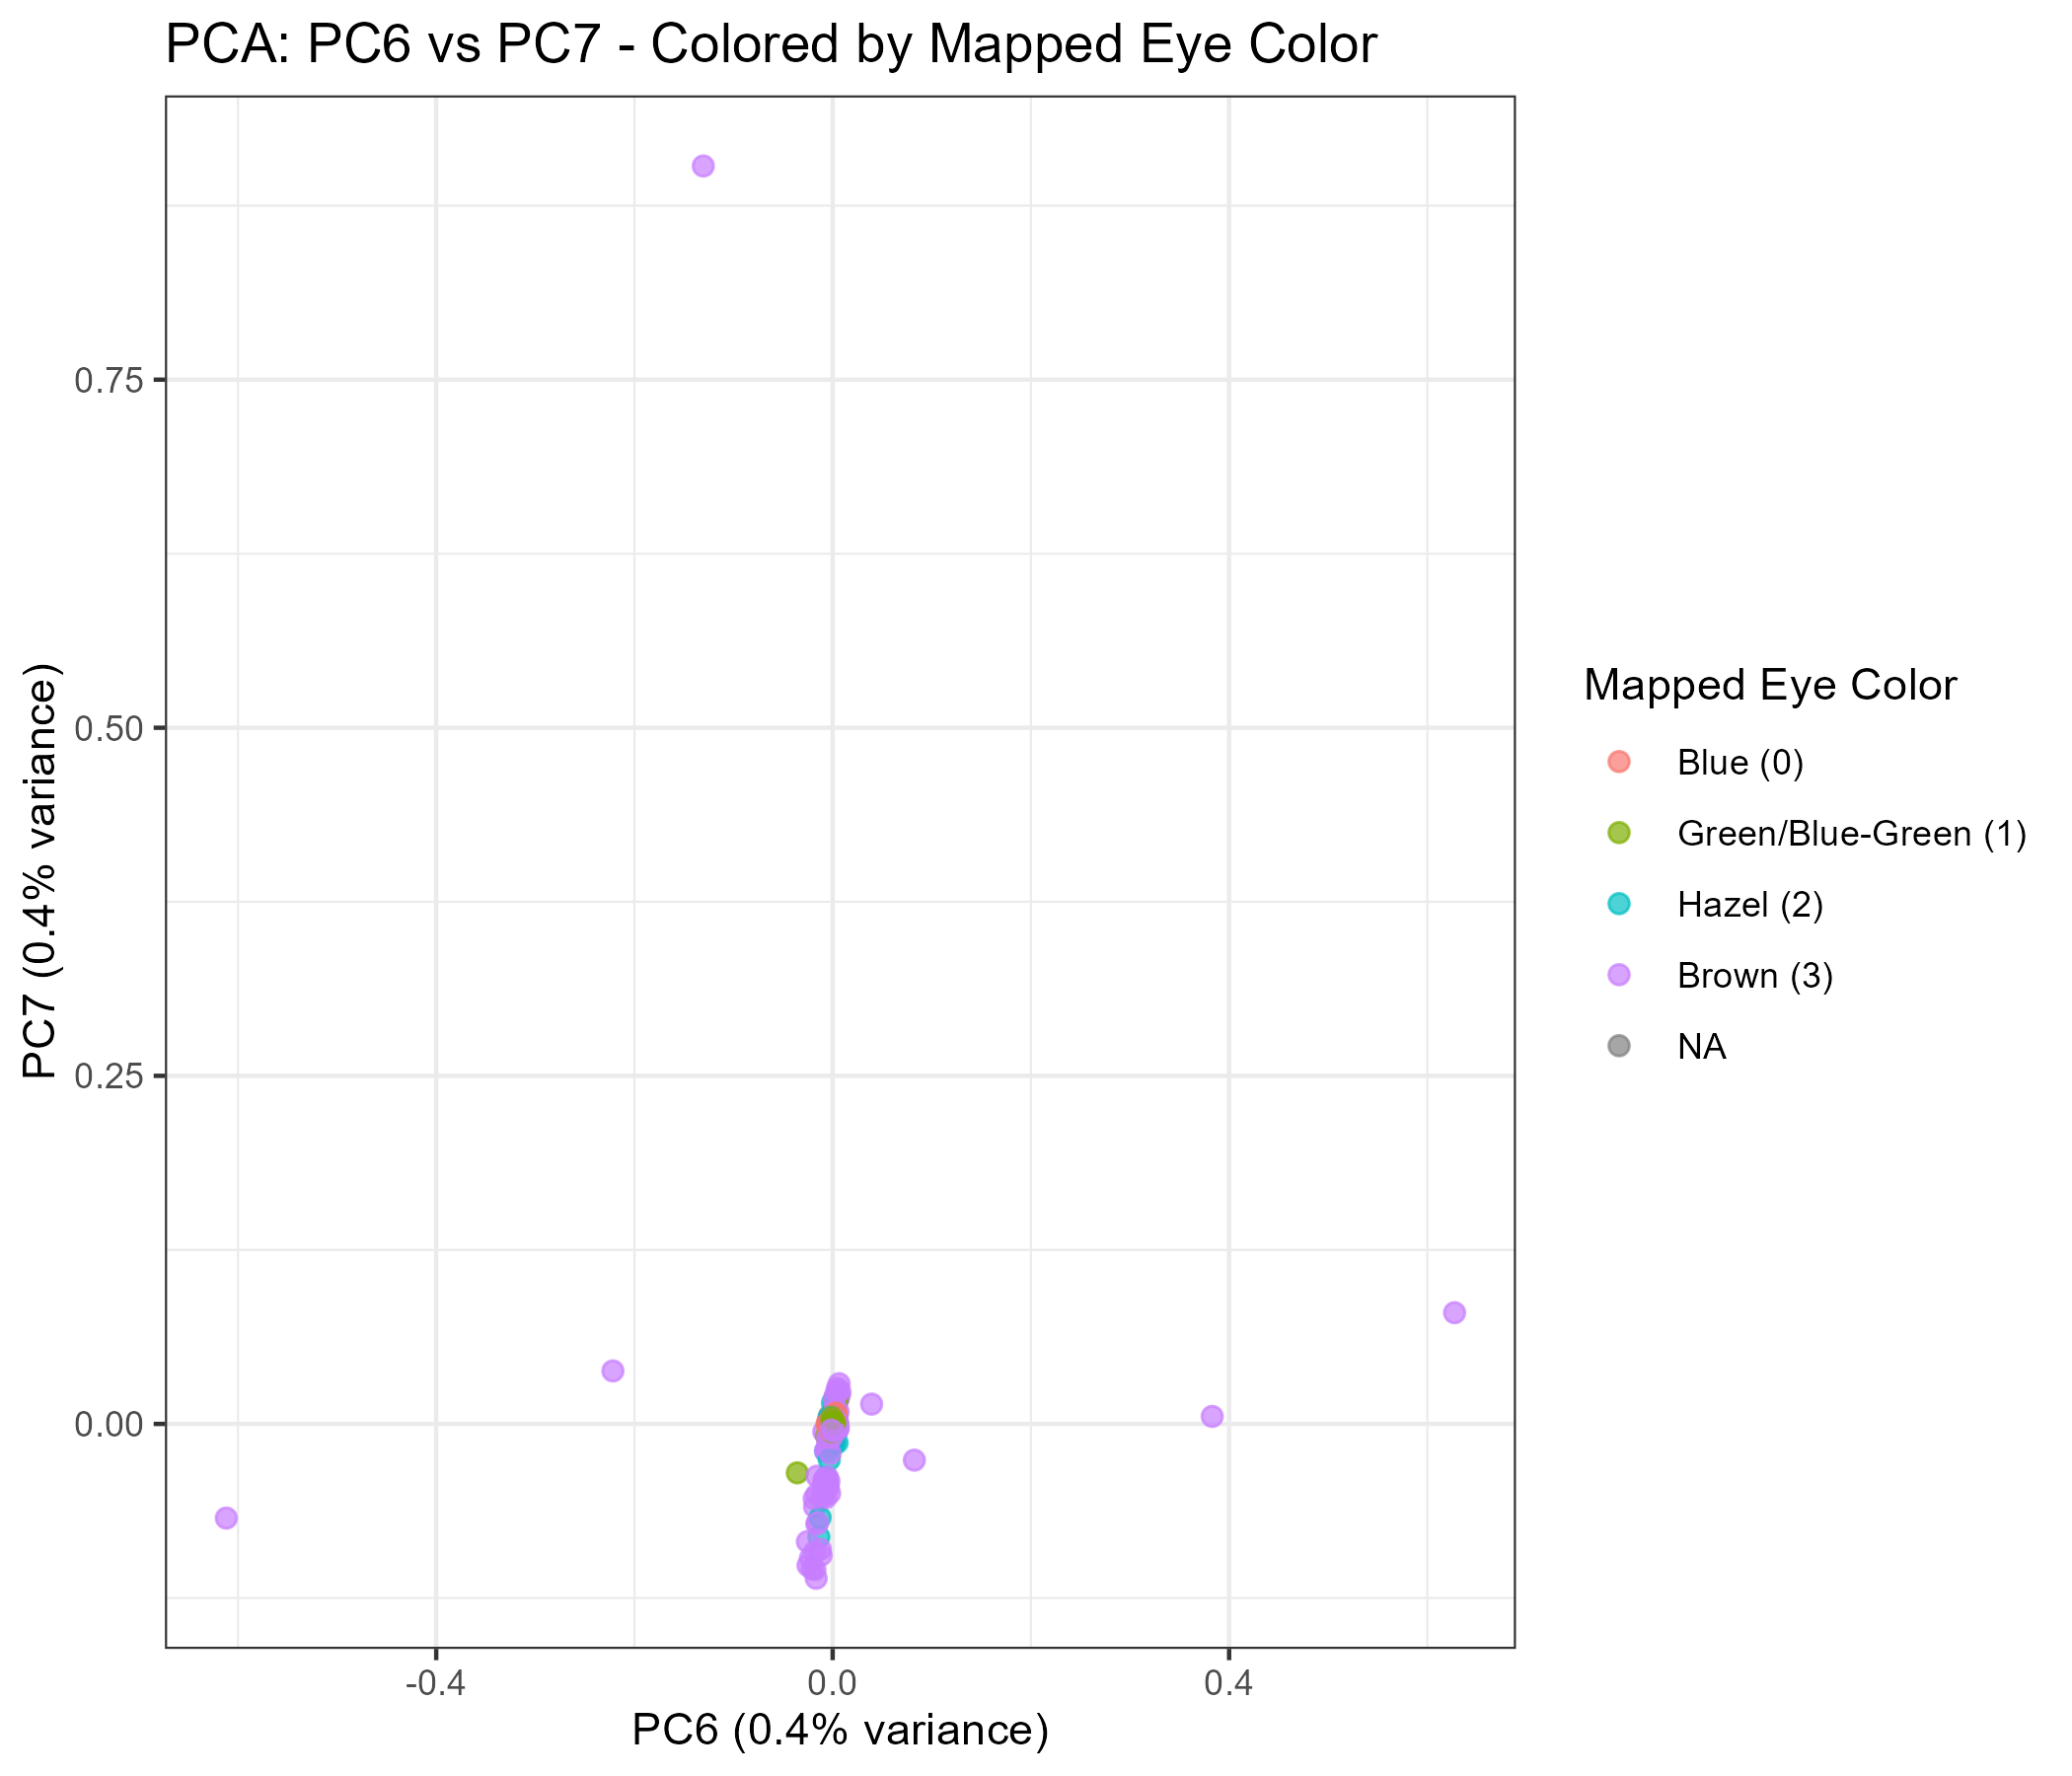 PCA: PC6 vs PC7 - Colored by Mapped Eye Color
PC7 (0.4% variance)
0.75
0.50
0.25
0.00
-0.4
0.0
0.4
PC6 (0.4% variance)
Mapped Eye Color
Blue (0)
Green/Blue-Green (1)
Hazel (2)
Brown (3)
NA